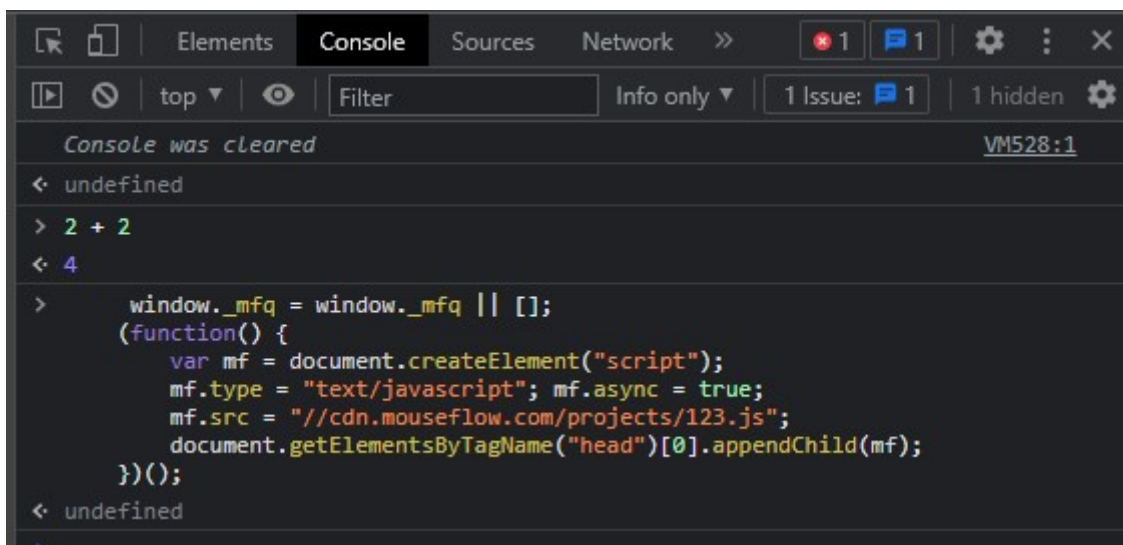 Elements Console Sources Network » 1 1
top ▼ Filter Info only ▼ 1 Issue: 1 1 hidden
Console was cleared VM528:1
undefined
> 2 + 2
4
> window._mfq = window._mfq || [];
(function() {
var mf = document.createElement("script");
mf.type = "text/javascript"; mf.async = true;
mf.src = "//cdn.mouseflow.com/projects/123.js";
document.getElementsByTagName("head")[0].appendChild(mf);
})();
undefined